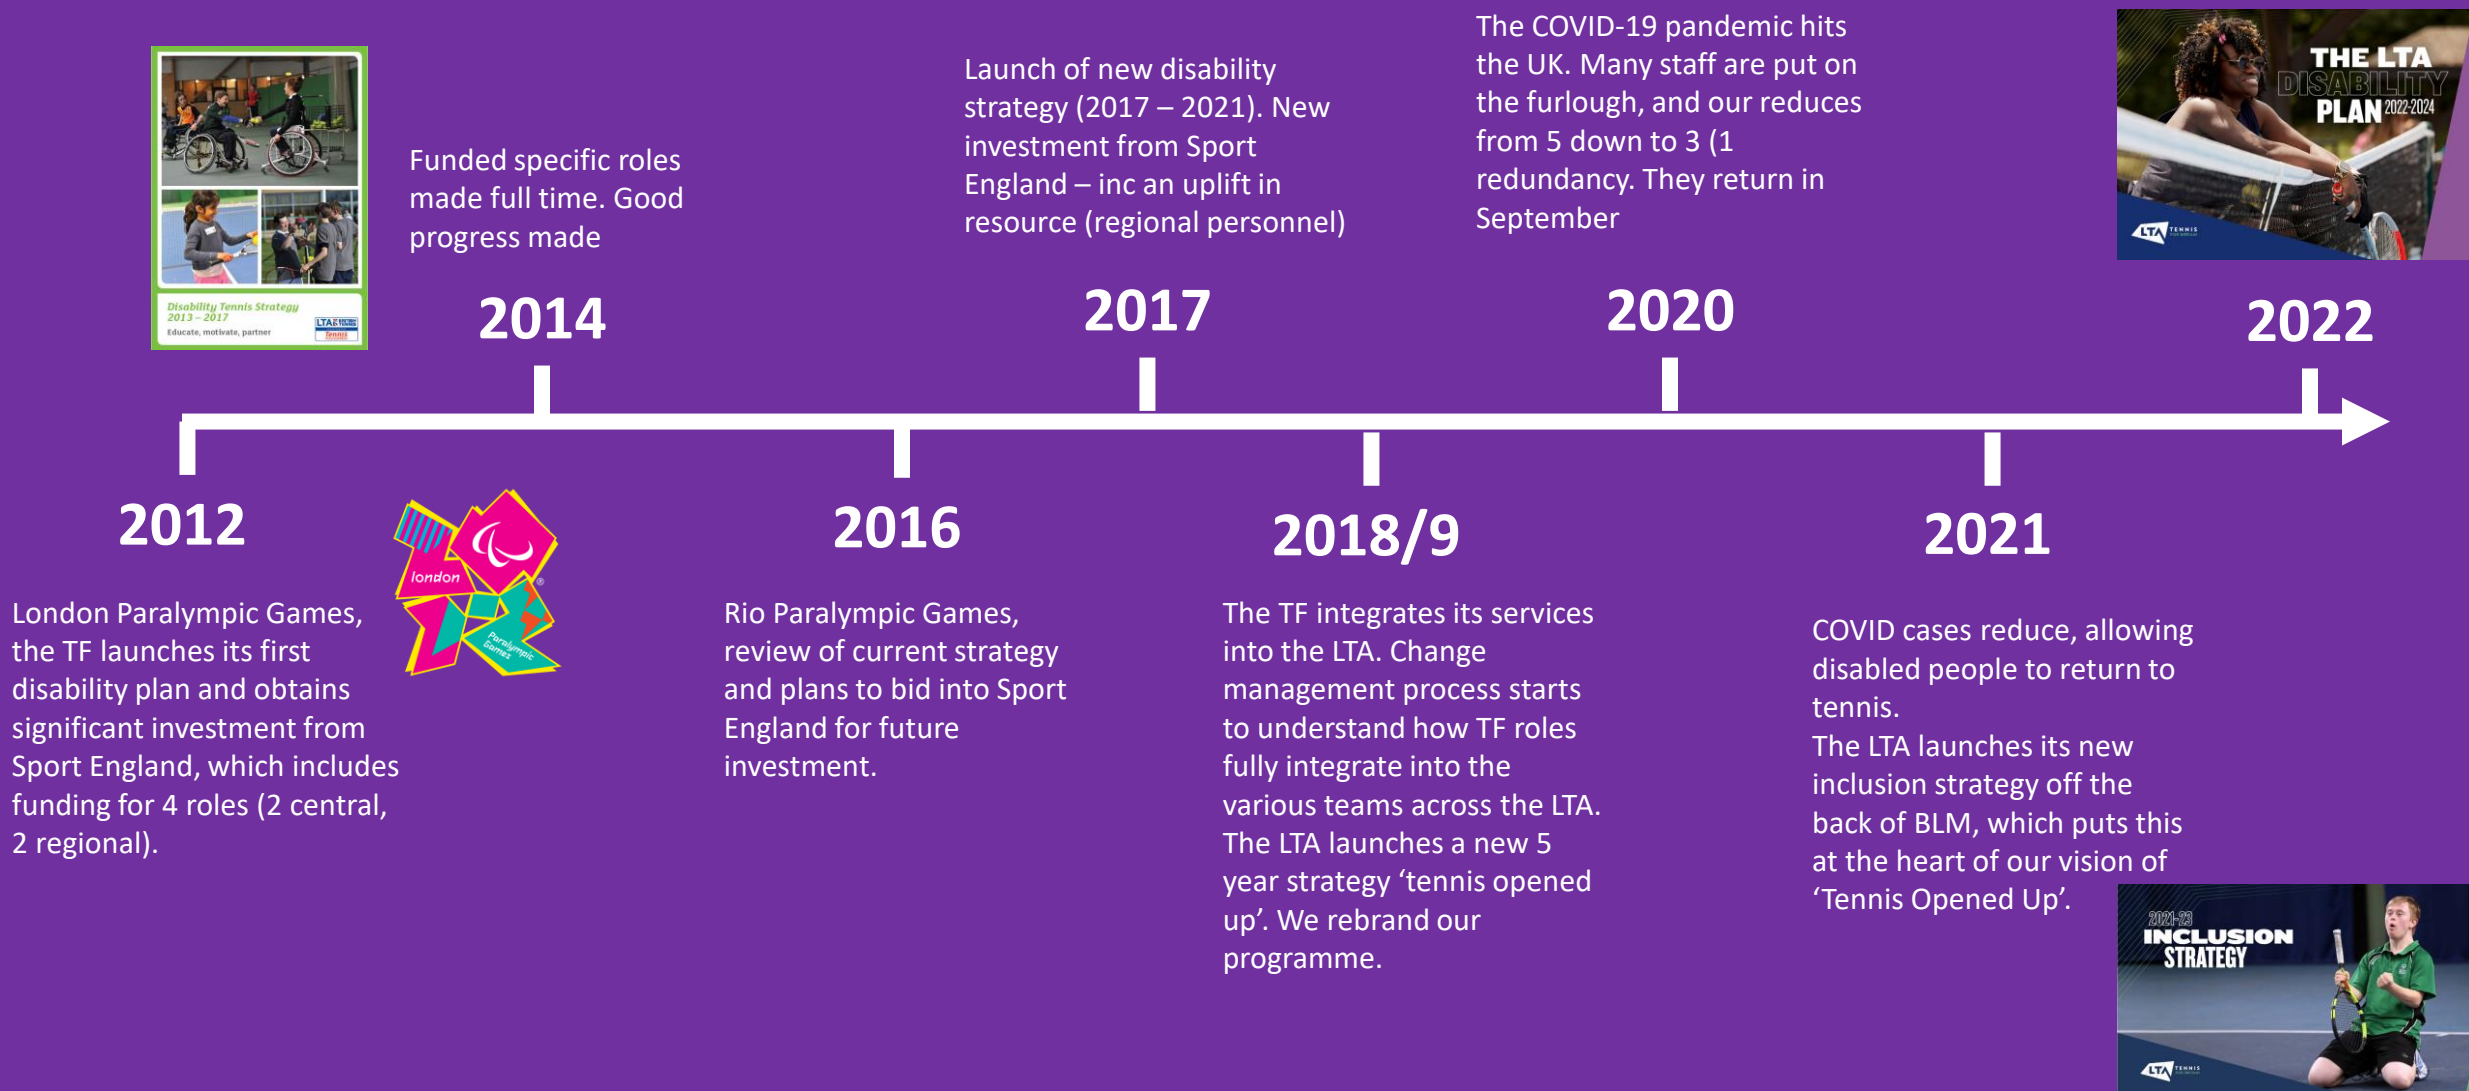 Disability Tennis Strategy
2013 – 2017
Educate, motivate, partner
LTA
Tennis
Funded specific roles
made full time. Good
progress made
2014
Launch of new disability
strategy (2017 – 2021). New
investment from Sport
England – inc an uplift in
resource (regional personnel)
2017
The COVID-19 pandemic hits
the UK. Many staff are put on
the furlough, and our reduces
from 5 down to 3 (1
redundancy. They return in
September
2020
THE LTA
DISABILITY
PLAN 2022-2024
LTA TENNIS
2022
2012
London Paralympic Games,
the TF launches its first
disability plan and obtains
significant investment from
Sport England, which includes
funding for 4 roles (2 central,
2 regional).
london
Paralympic
Games
®
2016
Rio Paralympic Games,
review of current strategy
and plans to bid into Sport
England for future
investment.
2018/9
The TF integrates its services
into the LTA. Change
management process starts
to understand how TF roles
fully integrate into the
various teams across the LTA.
The LTA launches a new 5
year strategy ‘tennis opened
up’. We rebrand our
programme.
2021
COVID cases reduce, allowing
disabled people to return to
tennis.
The LTA launches its new
inclusion strategy off the
back of BLM, which puts this
at the heart of our vision of
‘Tennis Opened Up’.
2021-23
INCLUSION
STRATEGY
LTA TENNIS